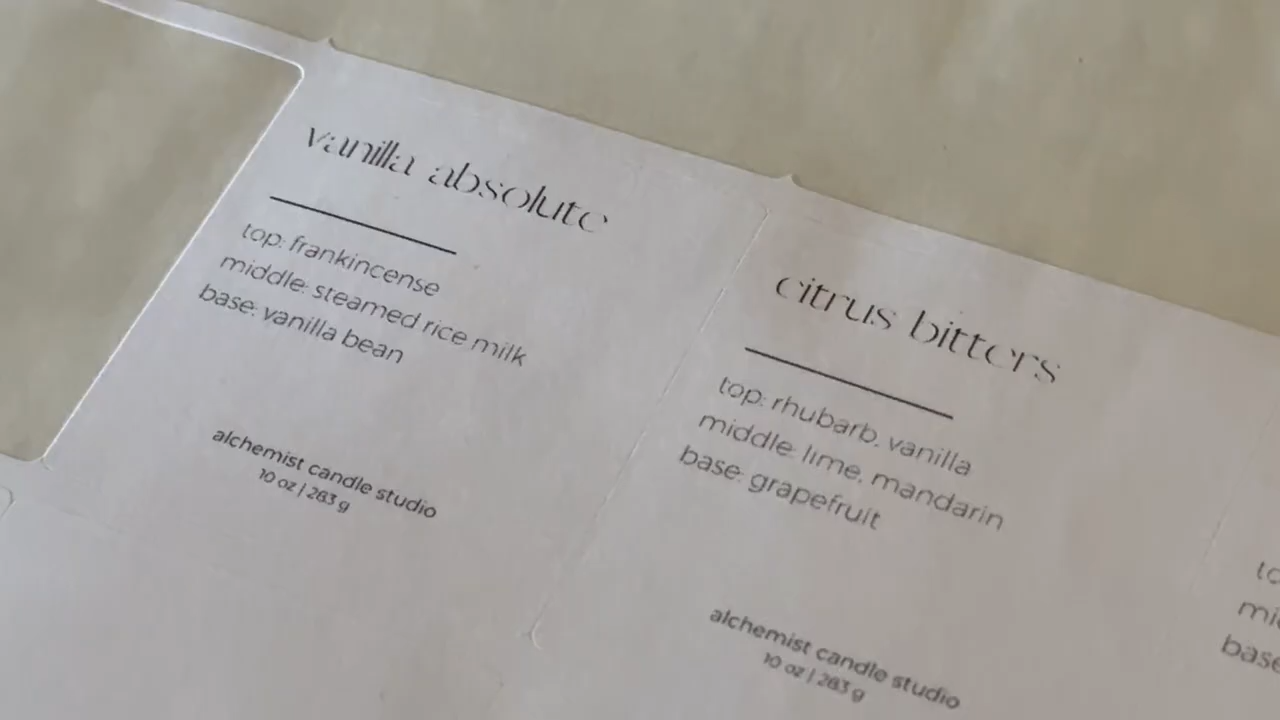 vanilla absolute
top: frankincense
middle: steamed rice milk
base: vanilla bean
alchemist candle studio
10 oz | 283 g
citrus bitters
top: rhubarb, vanilla
middle: lime, mandarin
base: grapefruit
alchemist candle studio
10 oz | 283 g
base